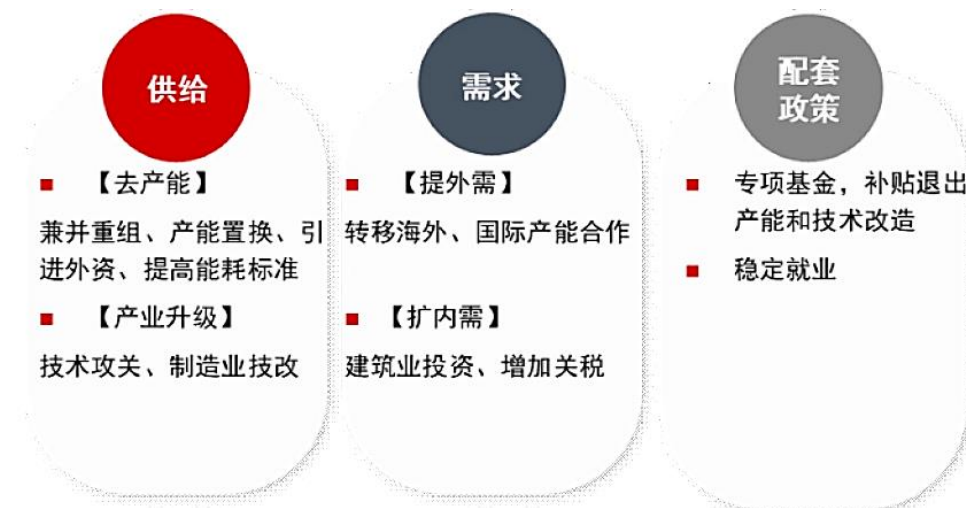 供给
【去产能】
兼并重组、产能置换、引
进外资、提高能耗标准
【产业升级】
技术攻关、制造业技改
需求
【提外需】
转移海外、国际产能合作
【扩内需】
建筑业投资、增加关税
配套
政策
专项基金，补贴退出
产能和技术改造
稳定就业